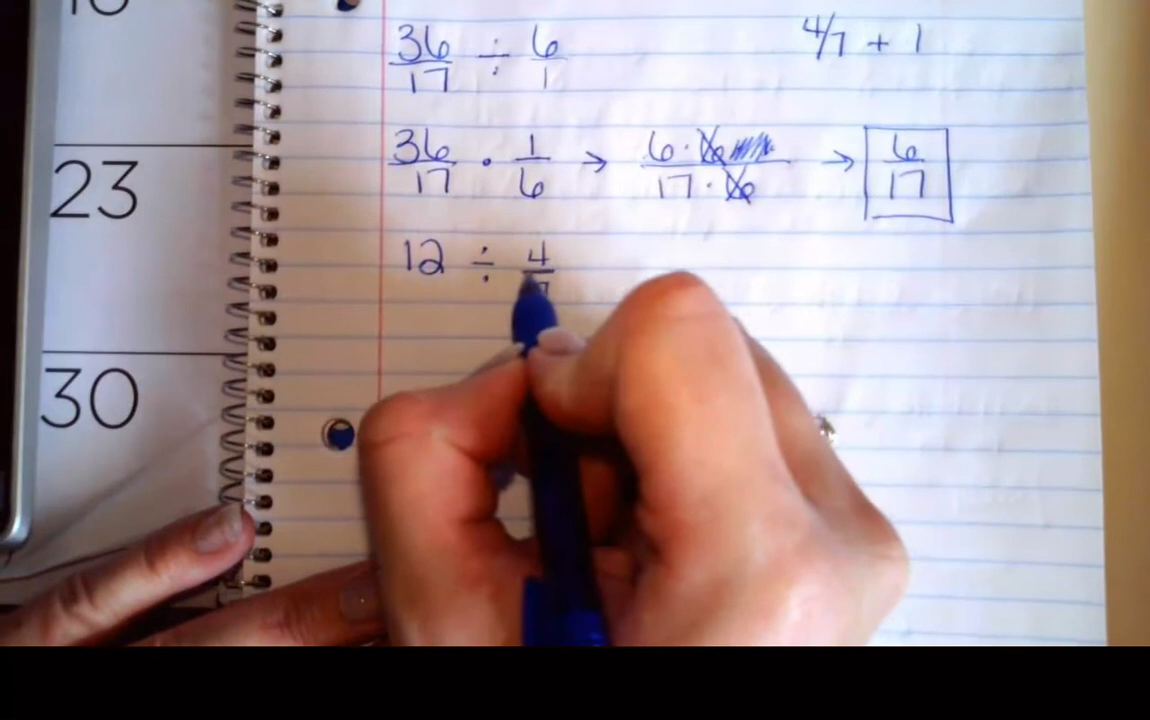 36/17 ÷ 6/1 4/7 + 1
36/17 · 1/6 → 6 · 6/17 · 6 → 6/17
12 ÷ 4/7
23
30